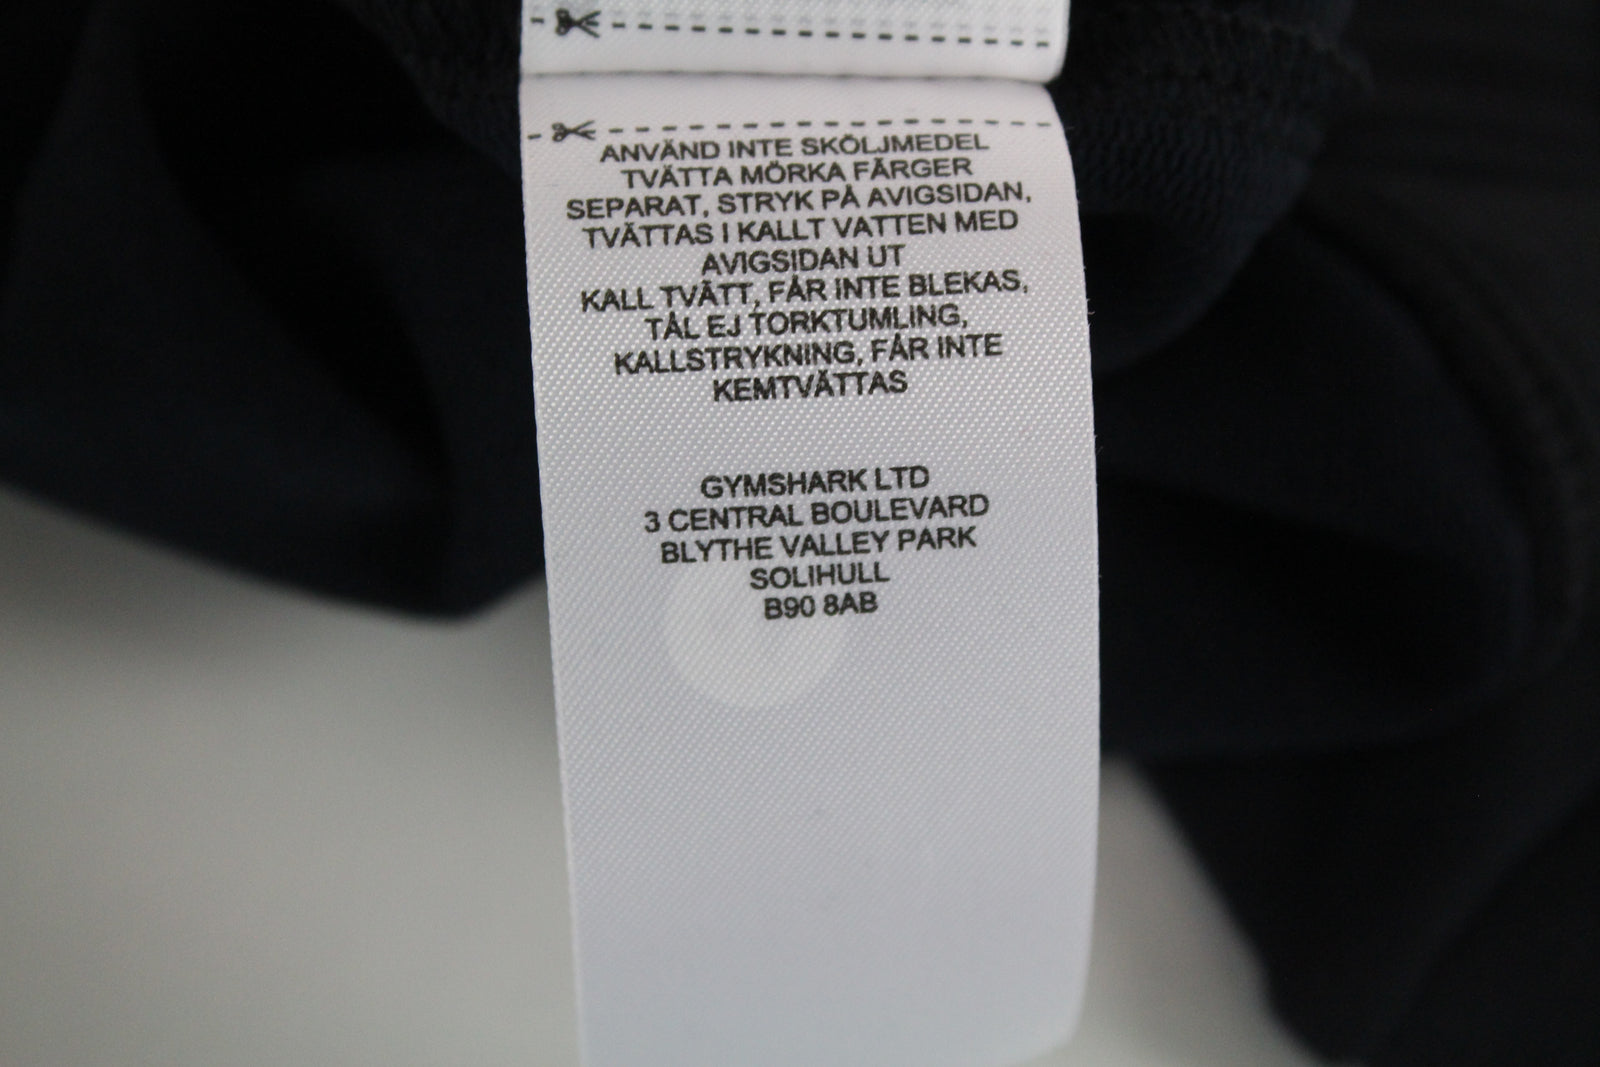 ANVÄND INTE SKÖLJMEDEL
TVÄTTA MÖRKA FÄRGER
SEPARAT, STRYK PÅ AVIGSIDAN,
TVÄTTAS I KALLT VATTEN MED
AVIGSIDAN UT
KALL TVÄTT, FÅR INTE BLEKAS,
TÅL EJ TORKTUMLING,
KALLSTRYKNING, FÅR INTE
KEMTVÄTTAS
GYMSHARK LTD
3 CENTRAL BOULEVARD
BLYTHE VALLEY PARK
SOLIHULL
B90 8AB